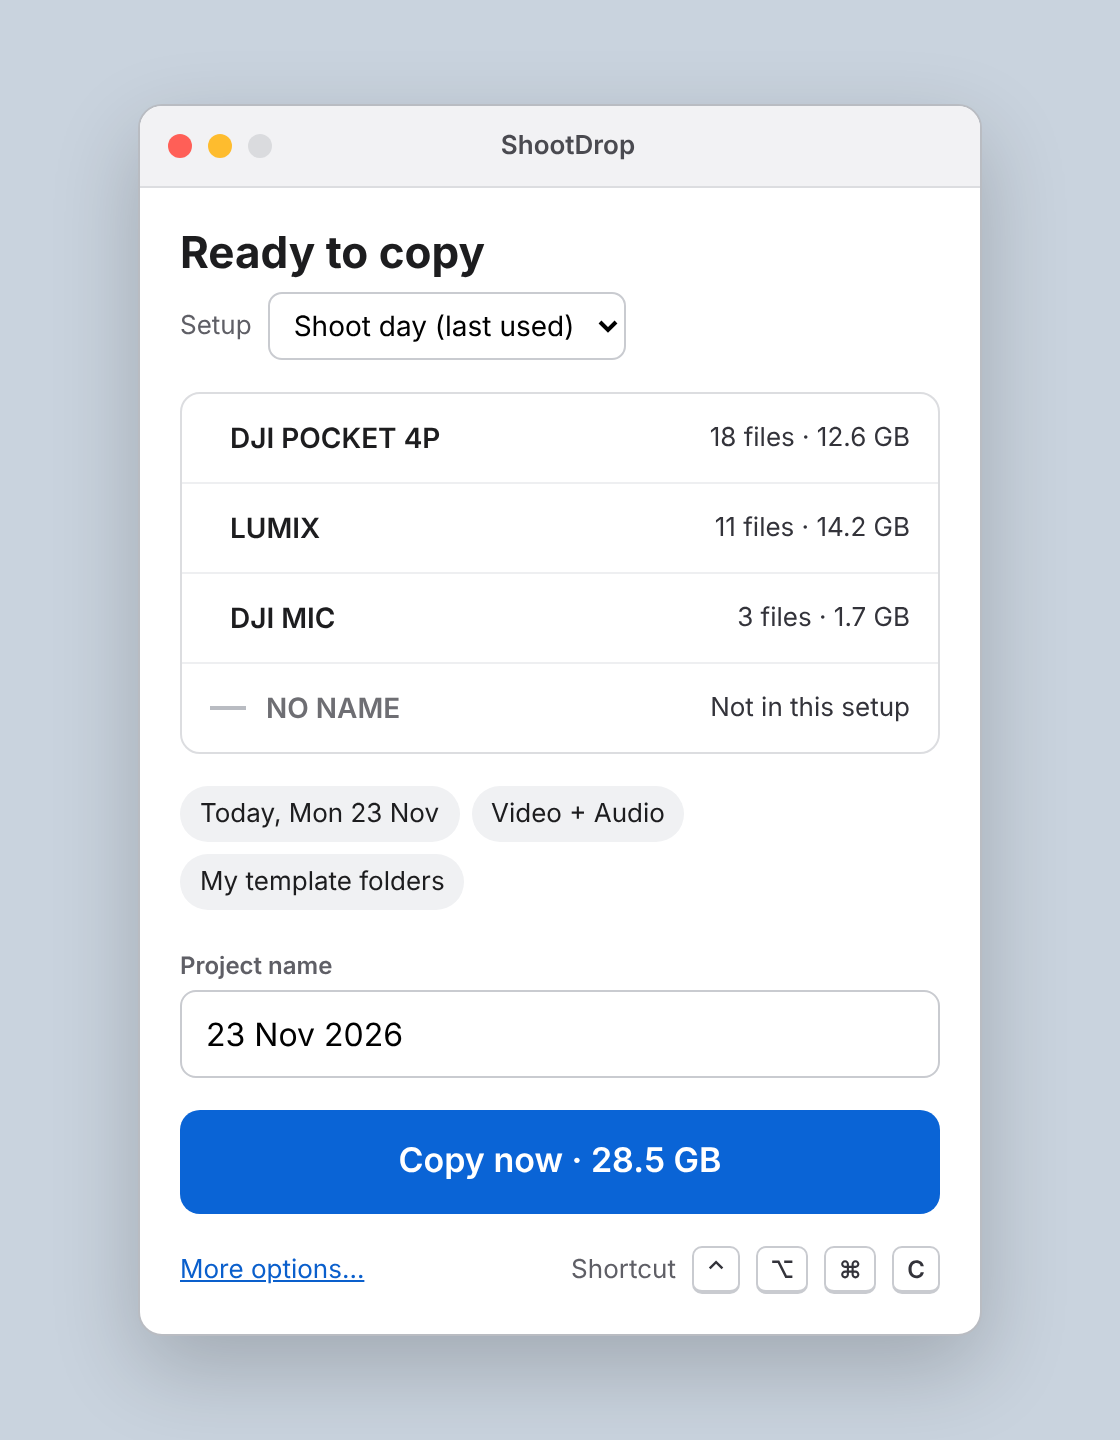 ShootDrop
Ready to copy
Setup Shoot day (last used)
DJI POCKET 4P 18 files · 12.6 GB
LUMIX 11 files · 14.2 GB
DJI MIC 3 files · 1.7 GB
— NO NAME Not in this setup
Today, Mon 23 Nov Video + Audio
My template folders
Project name
23 Nov 2026
Copy now · 28.5 GB
More options... Shortcut ^ ⌥ ⌘ C